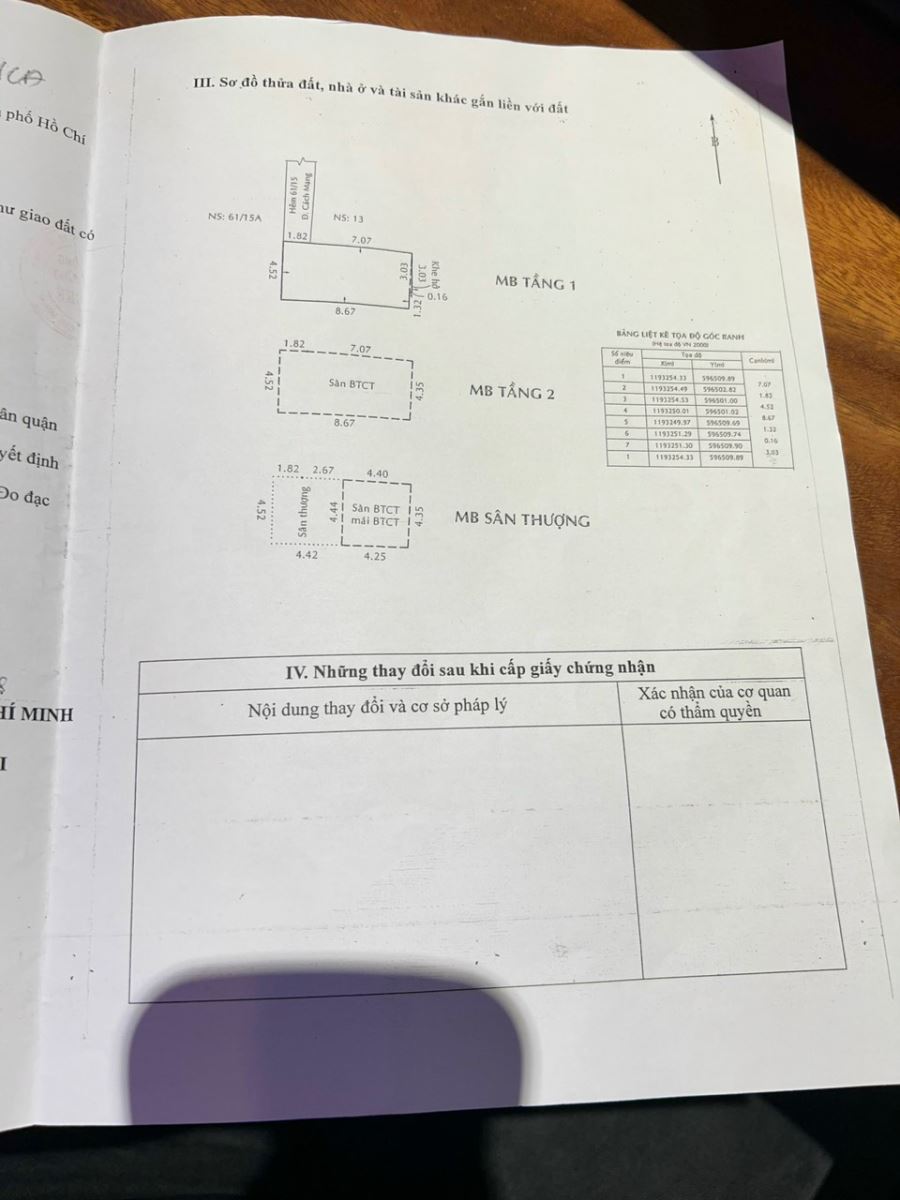 phố Hồ Chí
giao đất có
quận
yết định
Đo đạc
HÍ MINH
I
III. Sơ đồ thửa đất, nhà ở và tài sản khác gắn liền với đất
B
Hẻm 61/15
Đ. Cách Mạng
NS: 61/15A
NS: 13
1.82
7.07
4.52
3.03
3.03
Khe hở
0.16
1.32
8.67
MB TẦNG 1
1.82
7.07
4.52
Sàn BTCT
4.35
8.67
MB TẦNG 2
1.82 2.67 4.40
4.52
Sân thượng
4.44
Sàn BTCT
mái BTCT
4.35
4.42
4.25
MB SÂN THƯỢNG
BẢNG LIỆT KÊ TỌA ĐỘ GÓC RANH
(Hệ tọa độ VN 2000)
Số hiệu điểm Tọa độ Cạnh(m)
X(m) Y(m)
1 1193254.33 596509.89
7.07
2 1193254.49 596502.82
1.82
3 1193254.53 596501.00
4.52
4 1193250.01 596501.02
8.67
5 1193249.97 596509.69
1.32
6 1193251.29 596509.74
0.16
7 1193251.30 596509.90
3.03
1 1193254.33 596509.89
IV. Những thay đổi sau khi cấp giấy chứng nhận
Nội dung thay đổi và cơ sở pháp lý
Xác nhận của cơ quan
có thẩm quyền